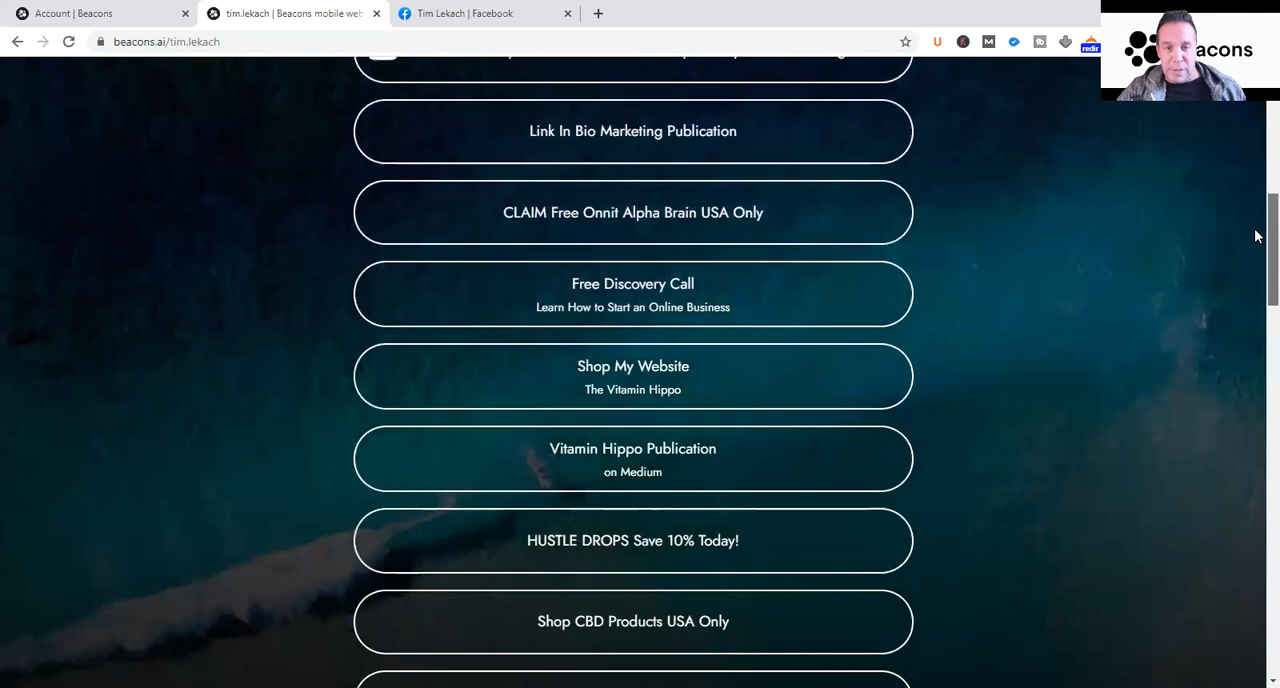 Account | Beacons
tim.lekach | Beacons mobile web
Tim Lekach | Facebook
beacons.ai/tim.lekach
U
K
M
tb
redir
acons
Link In Bio Marketing Publication
CLAIM Free Onnit Alpha Brain USA Only
Free Discovery Call
Learn How to Start an Online Business
Shop My Website
The Vitamin Hippo
Vitamin Hippo Publication
on Medium
HUSTLE DROPS Save 10% Today!
Shop CBD Products USA Only